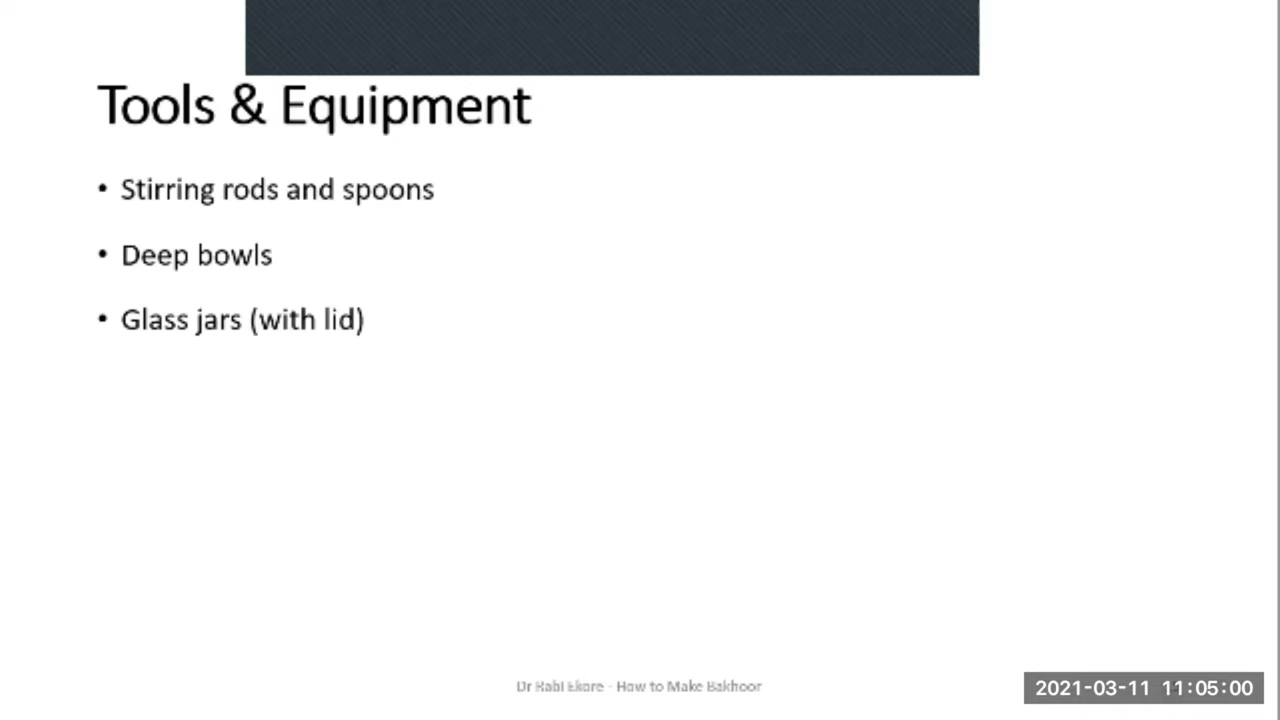 Tools & Equipment
• Stirring rods and spoons
• Deep bowls
• Glass jars (with lid)
Dr Rabi Ekore - How to Make Bakhoor
2021-03-11 11:05:00